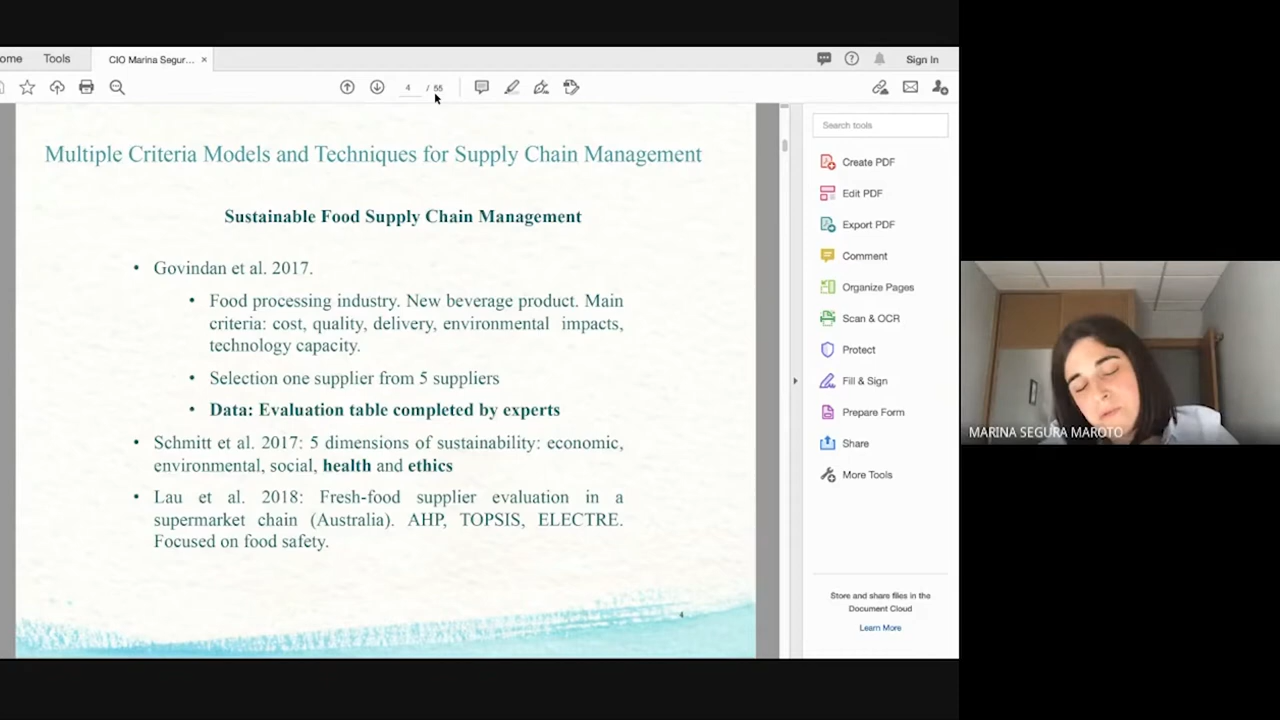 ome
Tools
CIO Marina Segur... ×
Sign In
4 / 55
Multiple Criteria Models and Techniques for Supply Chain Management
Sustainable Food Supply Chain Management
• Govindan et al. 2017.
• Food processing industry. New beverage product. Main
criteria: cost, quality, delivery, environmental impacts,
technology capacity.
• Selection one supplier from 5 suppliers
• Data: Evaluation table completed by experts
• Schmitt et al. 2017: 5 dimensions of sustainability: economic,
environmental, social, health and ethics
• Lau et al. 2018: Fresh-food supplier evaluation in a
supermarket chain (Australia). AHP, TOPSIS, ELECTRE.
Focused on food safety.
4
Search tools
Create PDF
Edit PDF
Export PDF
Comment
Organize Pages
Scan & OCR
Protect
Fill & Sign
Prepare Form
Share
More Tools
Store and share files in the
Document Cloud
Learn More
MARINA SEGURA MAROTO